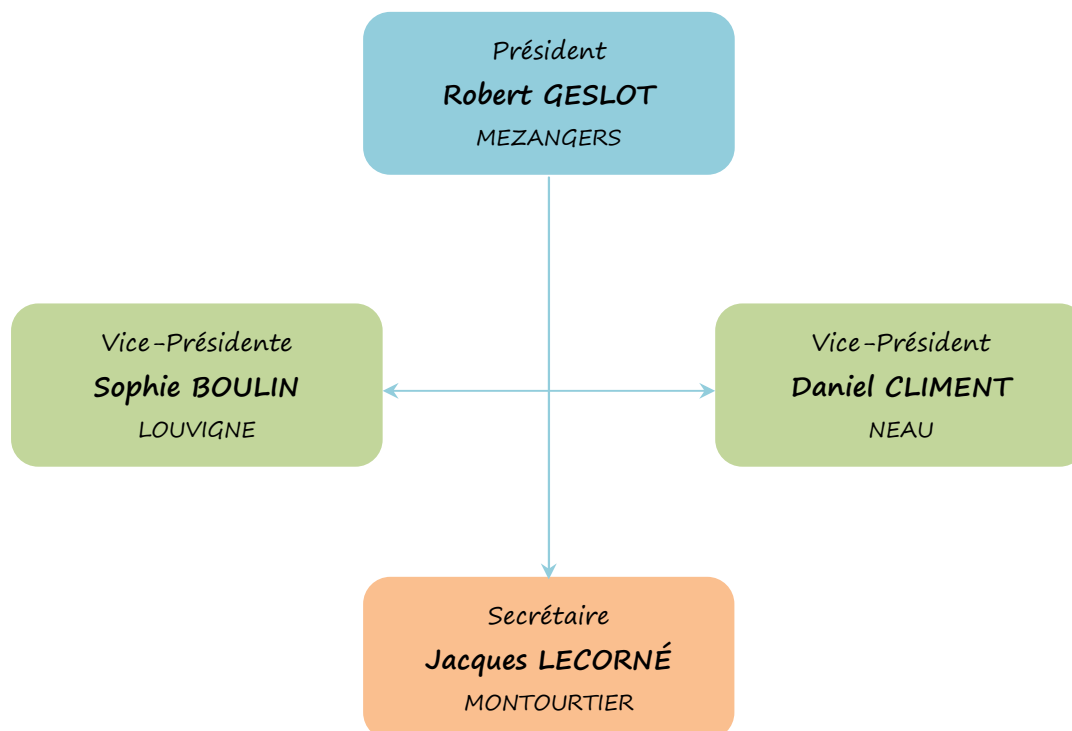 Président
Robert GESLOT
MEZANGERS
Vice-Présidente
Sophie BOULIN
LOUVIGNE
Vice-Président
Daniel CLIMENT
NEAU
Secrétaire
Jacques LECORNÉ
MONTOURTIER